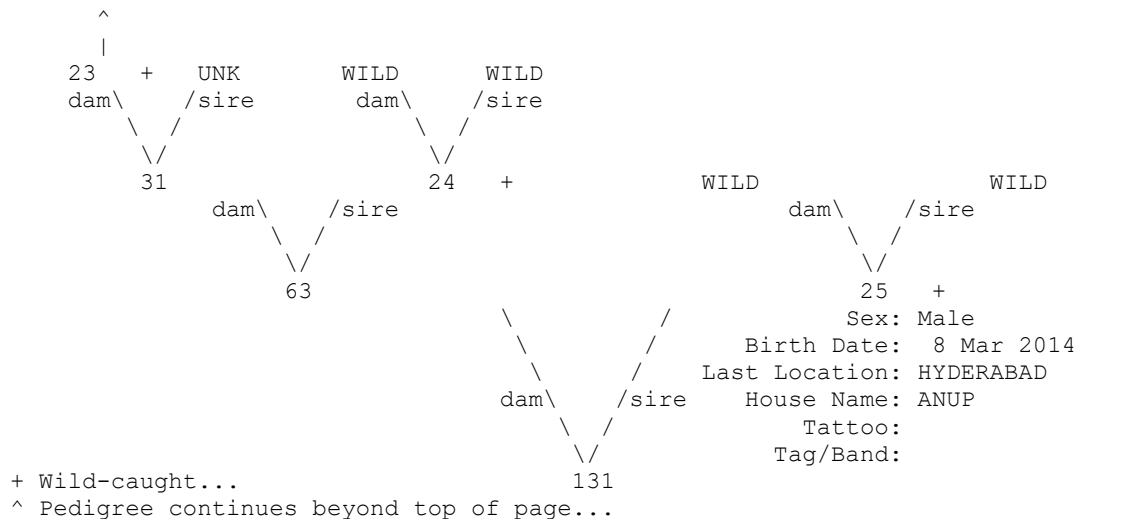 ^
|
23 + UNK WILD WILD
dam\ /sire dam\ /sire
\ / \ /
\/ \/
31 24 + WILD WILD
dam\ /sire dam\ /sire
\ / \ /
\/ \/
63 25 +
\ / Sex: Male
\ / Birth Date: 8 Mar 2014
\ / Last Location: HYDERABAD
dam\ /sire House Name: ANUP
\ / Tattoo:
\/ Tag/Band:
+ Wild-caught... 131
^ Pedigree continues beyond top of page...